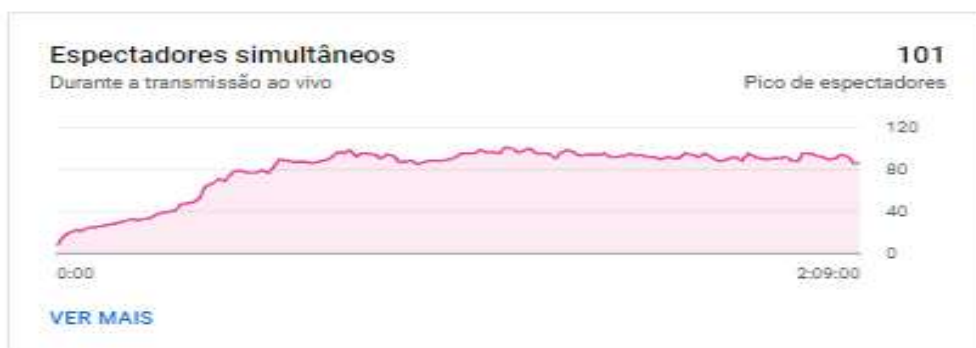 Espectadores simultâneos 101
Durante a transmissão ao vivo Pico de espectadores
120
80
40
0
0:00 2:09:00
VER MAIS